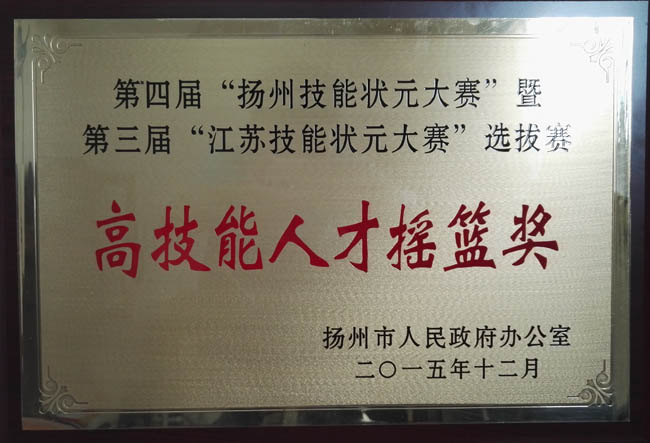 第四届“扬州技能状元大赛”暨
第三届“江苏技能状元大赛”选拔赛
高技能人才摇篮奖
扬州市人民政府办公室
二〇一五年十二月